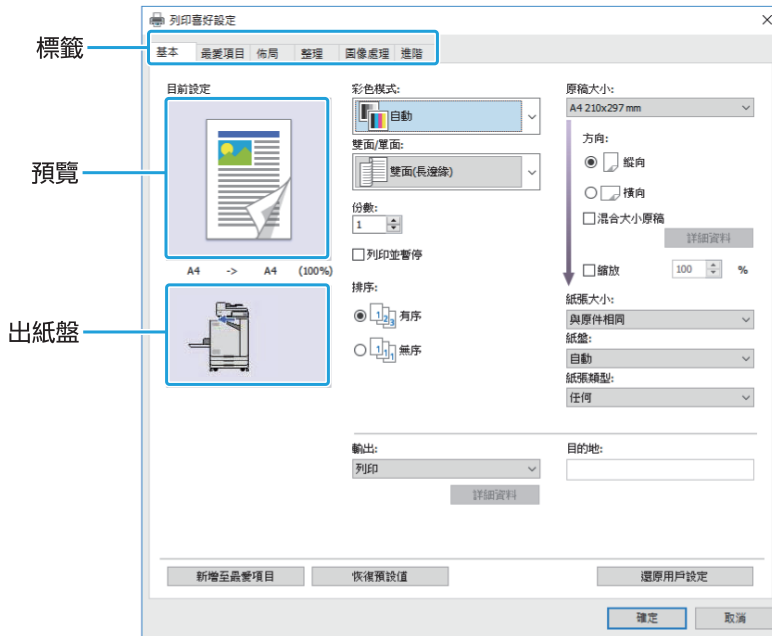 列印喜好設定
標籤
基本 最愛項目 佈局 整理 圖像處理 進階
目前設定
預覽
A4 -> A4 (100%)
出紙盤
彩色模式:
自動
雙面/單面:
雙面(長邊緣)
份數:
1
列印並暫停
排序:
有序
無序
原稿大小:
A4 210x297 mm
方向:
縱向
橫向
混合大小原稿
詳細資料
縮放 100 %
紙張大小:
與原件相同
紙盤:
自動
紙張類型:
任何
輸出:
列印
詳細資料
目的地:
新增至最愛項目 恢復預設值 還原用戶設定
確定 取消